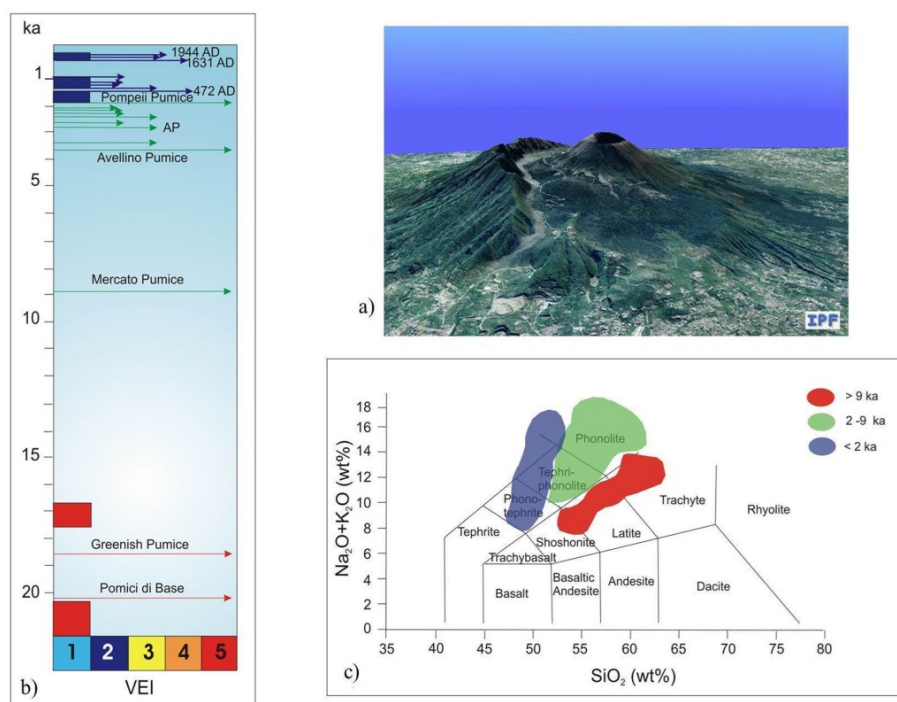 ka
1944 AD
1631 AD
1
472 AD
Pompeii Pumice
AP
Avellino Pumice
5
Mercato Pumice
10
15
Greenish Pumice
Pomici di Base
20
1 2 3 4 5
VEI
b)
a)
IPF
> 9 ka
2 -9 ka
< 2 ka
Na₂O+K₂O (wt%)
18
16
14
12
10
8
6
4
2
0
Phonolite
Tephri-
phonolite
Phono-
tephrite
Tephrite
Trachybasalt
Shoshonite
Latite
Trachyte
Rhyolite
Basalt
Basaltic
Andesite
Andesite
Dacite
35 40 45 50 55 60 65 70 75 80
SiO₂ (wt%)
c)